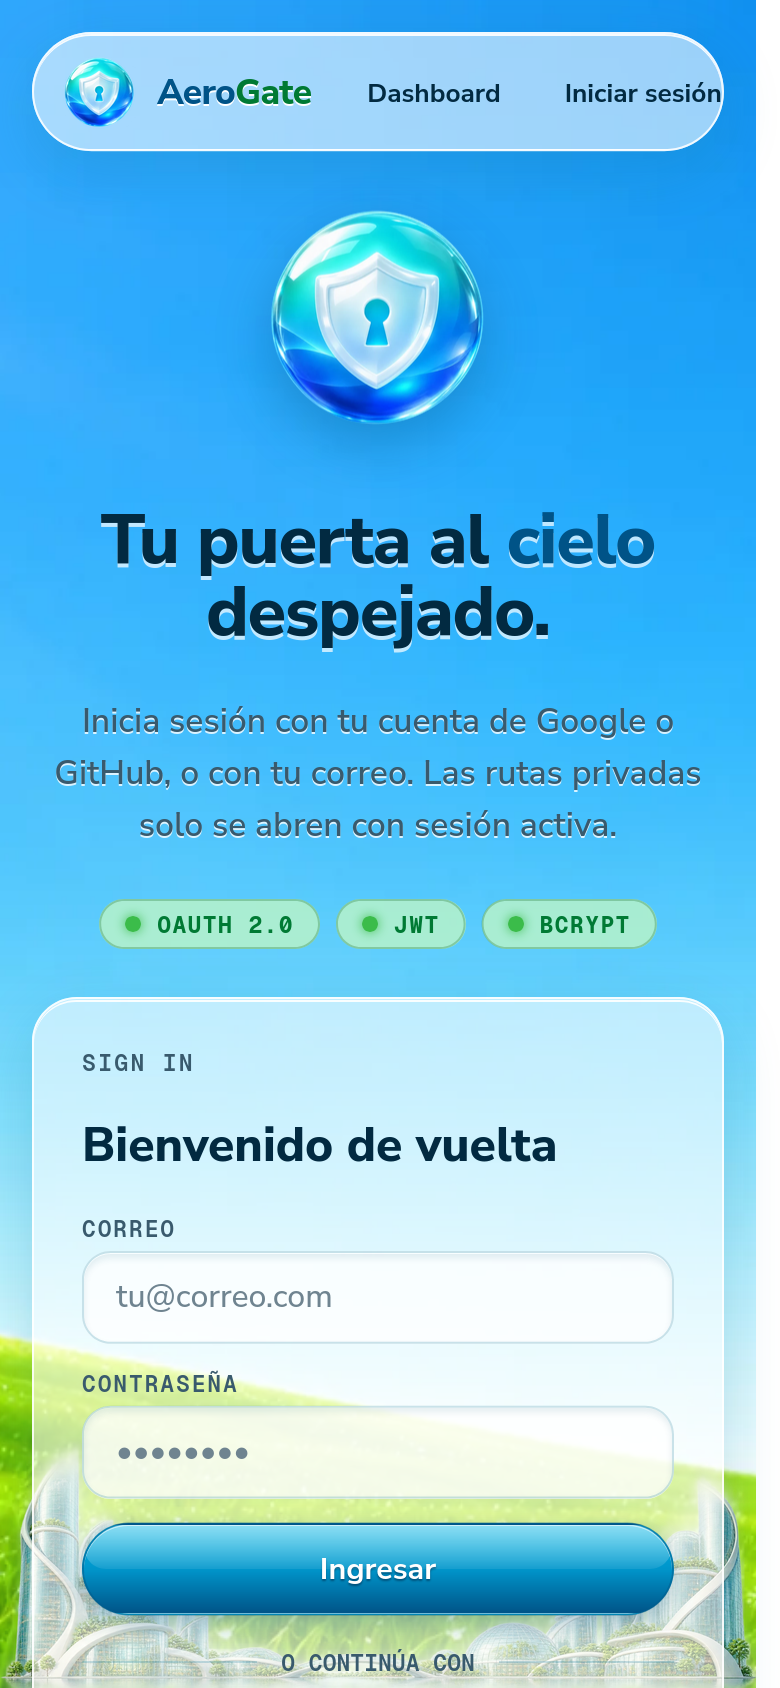 AeroGate
Dashboard
Iniciar sesión
Tu puerta al cielo
despejado.
Inicia sesión con tu cuenta de Google o
GitHub, o con tu correo. Las rutas privadas
solo se abren con sesión activa.
OAUTH 2.0
JWT
BCRYPT
SIGN IN
Bienvenido de vuelta
CORREO
tu@correo.com
CONTRASEÑA
••••••••
Ingresar
O CONTINÚA CON